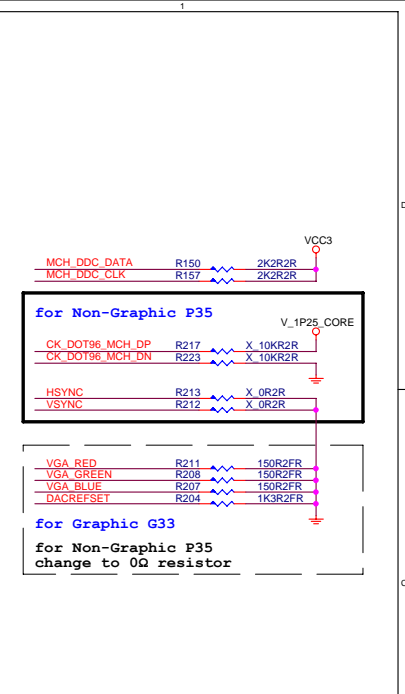 1
D
VCC3
MCH_DDC_DATA R150 2K2R2R
MCH_DDC_CLK R157 2K2R2R
for Non-Graphic P35
V_1P25_CORE
CK_DOT96_MCH_DP R217 X_10KR2R
CK_DOT96_MCH_DN R223 X_10KR2R
HSYNC R213 X_0R2R
VSYNC R212 X_0R2R
VGA_RED R211 150R2FR
VGA_GREEN R208 150R2FR
VGA_BLUE R207 150R2FR
DACREFSET R204 1K3R2FR
for Graphic G33
for Non-Graphic P35
change to 0Ω resistor
C